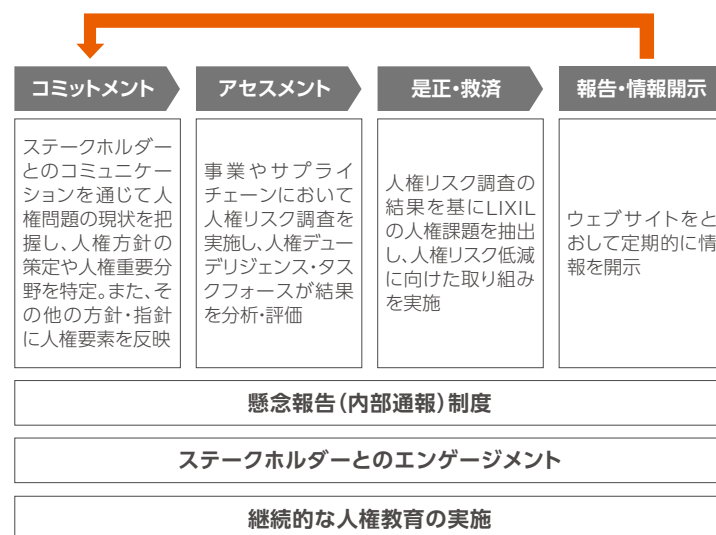 コミットメント
アセスメント
是正・救済
報告・情報開示
ステークホルダー
とのコミュニケー
ションを通じて人
権問題の現状を把
握し、人権方針の
策定や人権重要分
野を特定。また、そ
の他の方針・指針
に人権要素を反映
事業やサプライ
チェーンにおいて
人権リスク調査を
実施し、人権デュー
デリジェンス・タス
クフォースが結果
を分析・評価
人権リスク調査の
結果を基にLIXIL
の人権課題を抽出
し、人権リスク低減
に向けた取り組み
を実施
ウェブサイトをと
おして定期的に情
報を開示
懸念報告(内部通報)制度
ステークホルダーとのエンゲージメント
継続的な人権教育の実施